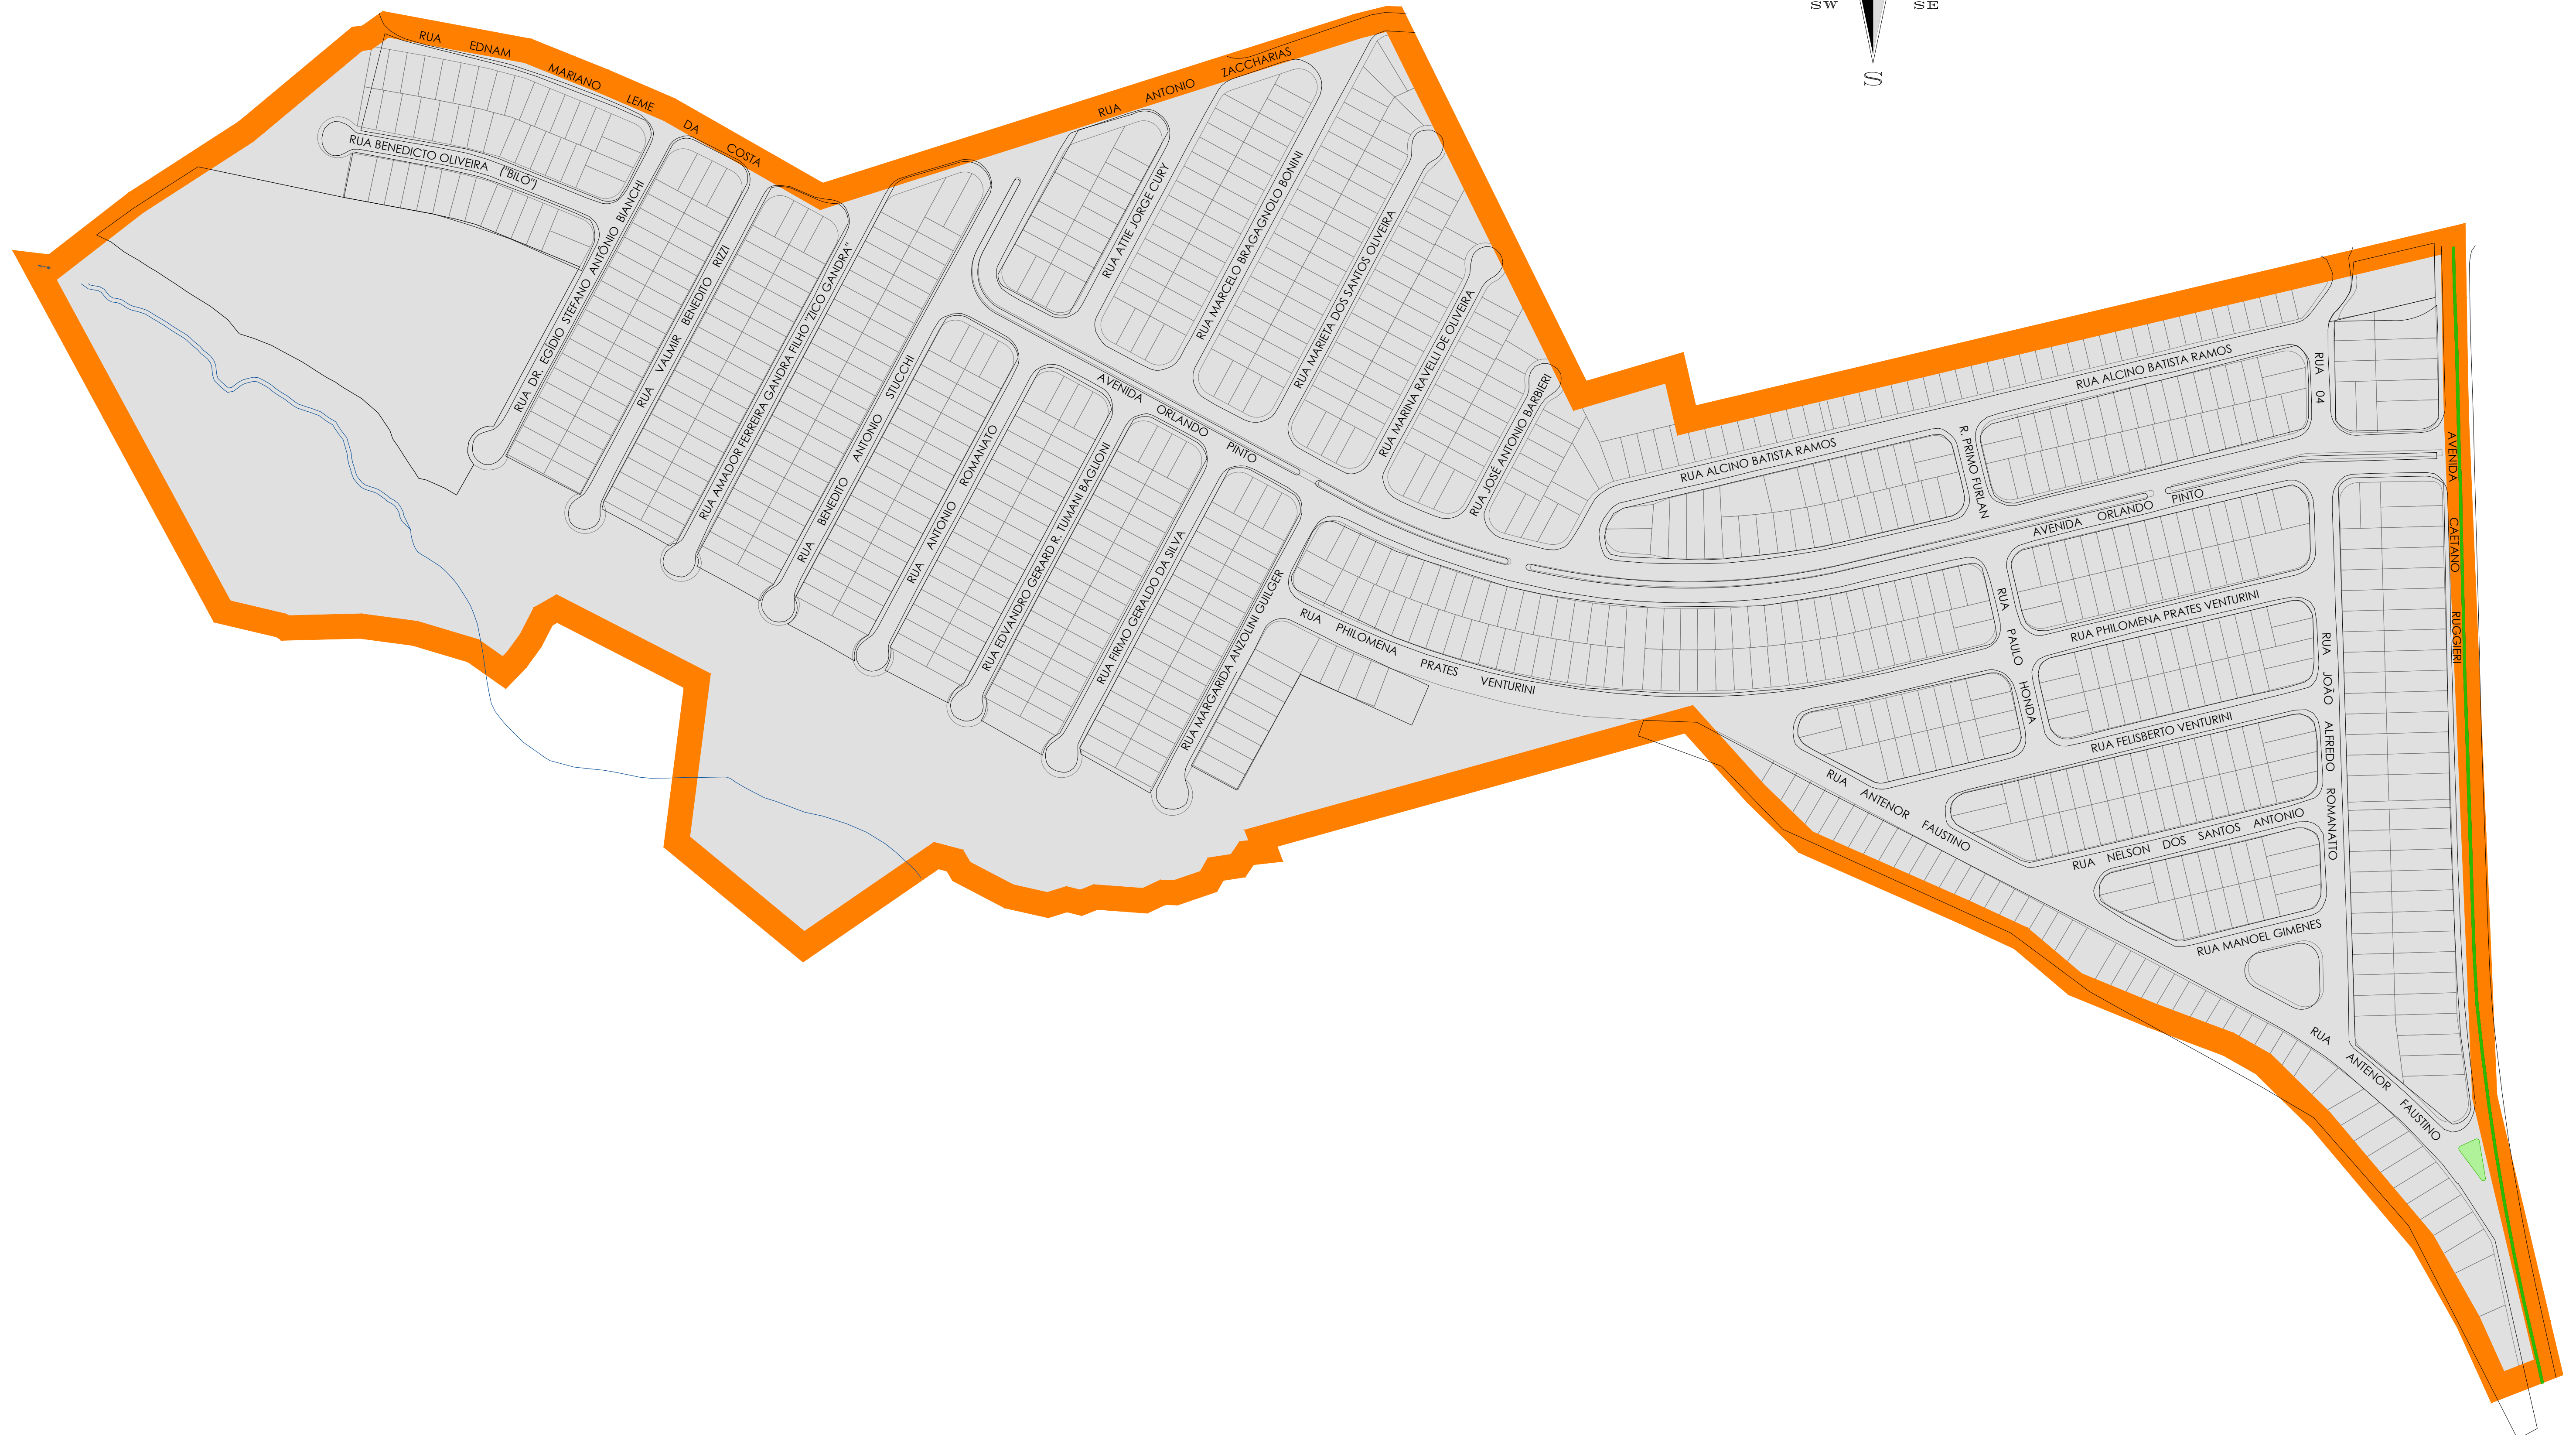 SW
SE
S
RUA EDNAM MARIANO LEME DA COSTA
RUA ANTONIO ZACCHARIAS
RUA BENEDICTO OLIVEIRA ("BILÓ")
RUA DR. EGÍDIO STEFANO ANTÔNIO BIANCHI
RUA VALMIR BENEDITO RIZZI
RUA AMADOR FERREIRA GANDRA FILHO "ZICO GANDRA"
RUA BENEDITO ANTONIO STUCCHI
RUA ANTONIO ROMANATO
RUA EDVANDRO GERARD R. TUMANI BAGLIONI
RUA FIRMO GERALDO DA SILVA
RUA MARGARIDA ANZOLINI GUILGER
RUA ATTIE JORGE CURY
RUA MARCELO BRAGAGNOLO BONINI
RUA MARIETA DOS SANTOS OLIVEIRA
RUA MARINA RAVELLI DE OLIVEIRA
RUA JOSÉ ANTONIO BARBIERI
AVENIDA ORLANDO PINTO
RUA ALCINO BATISTA RAMOS
RUA ALCINO BATISTA RAMOS
R. PRIMO FURLAN
RUA 04
AVENIDA ORLANDO PINTO
AVENIDA CAETANO RUGGIERI
RUA PHILOMENA PRATES VENTURINI
RUA PHILOMENA PRATES VENTURINI
RUA PAULO HONDA
RUA FELISBERTO VENTURINI
RUA JOÃO ALFREDO ROMANATTO
RUA ANTENOR FAUSTINO
RUA NELSON DOS SANTOS ANTONIO
RUA MANOEL GIMENES
RUA ANTENOR FAUSTINO